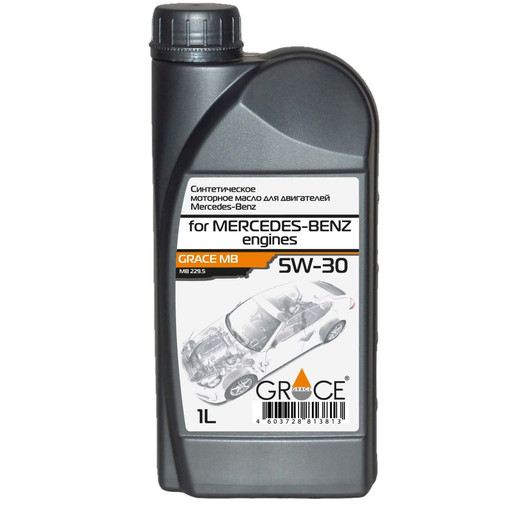 Синтетическое
моторное масло для двигателей
Mercedes-Benz
for MERCEDES-BENZ
engines
GRACE MB
MB 229.5
5W-30
GRACE®
GRACE
1L
4 603728 813813